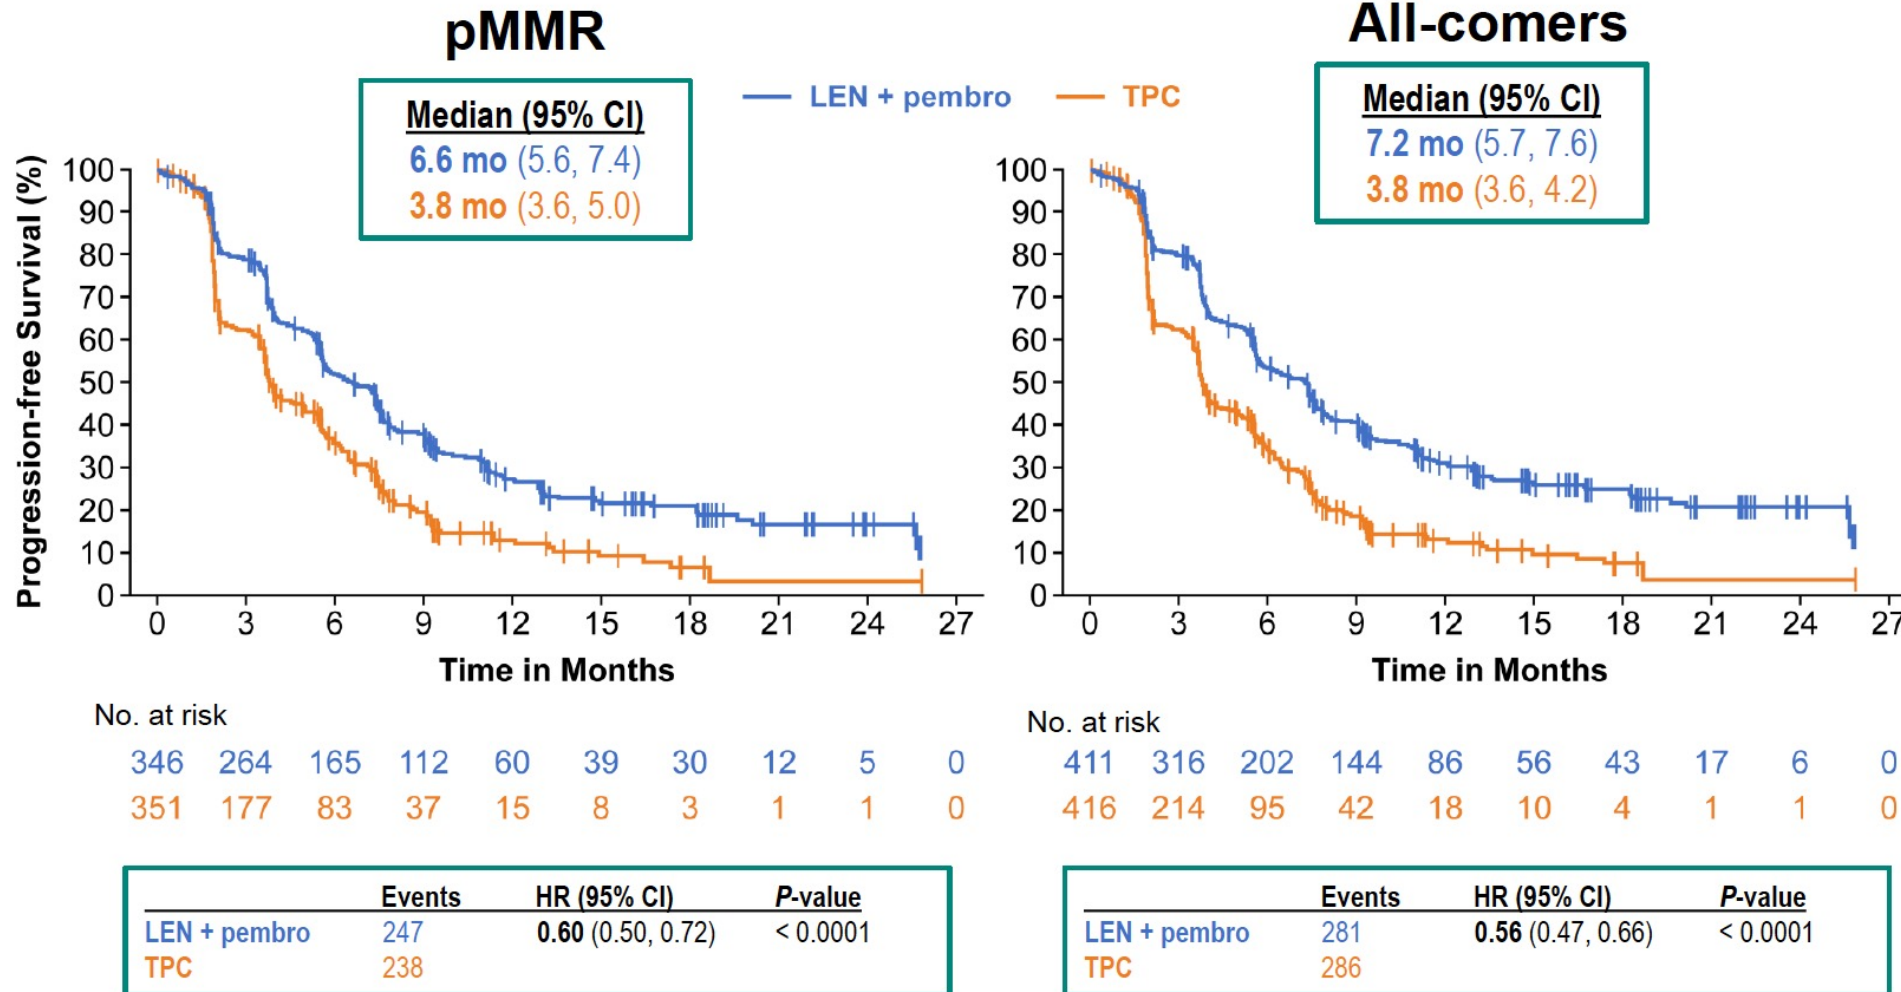 pMMR
Median (95% CI)
6.6 mo (5.6, 7.4)
3.8 mo (3.6, 5.0)
LEN + pembro
TPC
All-comers
Median (95% CI)
7.2 mo (5.7, 7.6)
3.8 mo (3.6, 4.2)
Progression-free Survival (%)
100
90
80
70
60
50
40
30
20
10
0
0 3 6 9 12 15 18 21 24 27
Time in Months
100
90
80
70
60
50
40
30
20
10
0
0 3 6 9 12 15 18 21 24 27
Time in Months
No. at risk
346 264 165 112 60 39 30 12 5 0
351 177 83 37 15 8 3 1 1 0
No. at risk
411 316 202 144 86 56 43 17 6 0
416 214 95 42 18 10 4 1 1 0
Events HR (95% CI) P-value
LEN + pembro 247 0.60 (0.50, 0.72) < 0.0001
TPC 238
Events HR (95% CI) P-value
LEN + pembro 281 0.56 (0.47, 0.66) < 0.0001
TPC 286